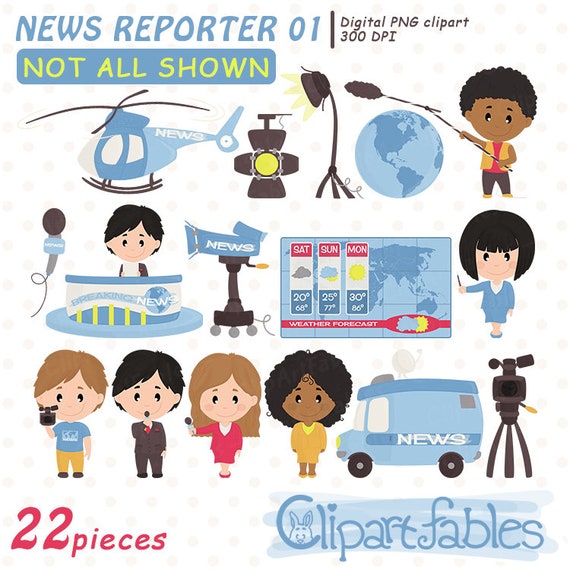 NEWS REPORTER 01
Digital PNG clipart
300 DPI
NOT ALL SHOWN
NEWS
NEWS
SAT SUN MON
20° 25° 30°
68° 77° 86°
WEATHER FORECAST
BREAKING NEWS
NEWS
22pieces
Clipartfables